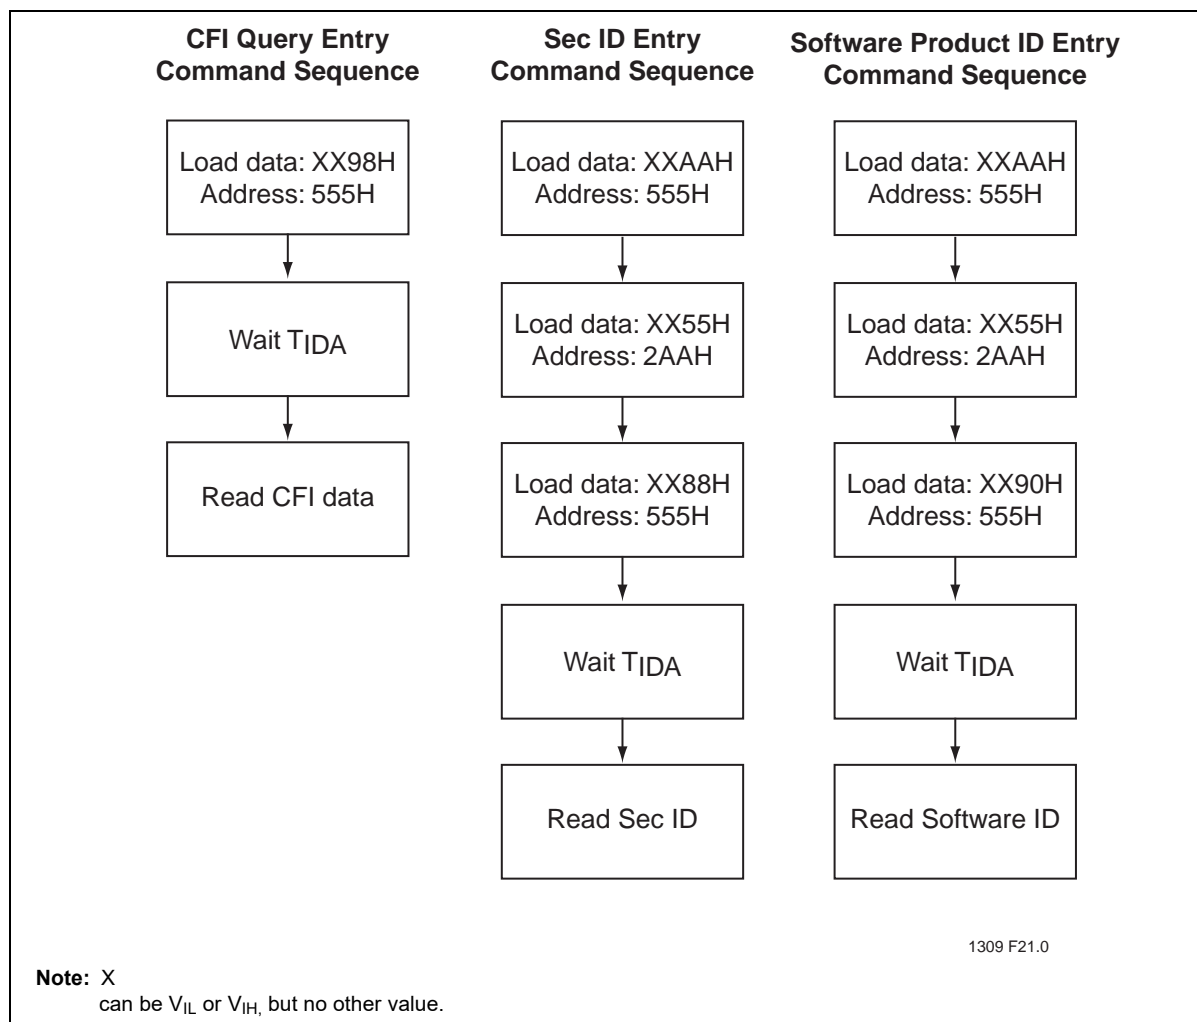 CFI Query Entry
Command Sequence
Load data: XX98H
Address: 555H
Wait TIDA
Read CFI data
Sec ID Entry
Command Sequence
Load data: XXAAH
Address: 555H
Load data: XX55H
Address: 2AAH
Load data: XX88H
Address: 555H
Wait TIDA
Read Sec ID
Software Product ID Entry
Command Sequence
Load data: XXAAH
Address: 555H
Load data: XX55H
Address: 2AAH
Load data: XX90H
Address: 555H
Wait TIDA
Read Software ID
1309 F21.0
Note: X
can be VIL or VIH, but no other value.